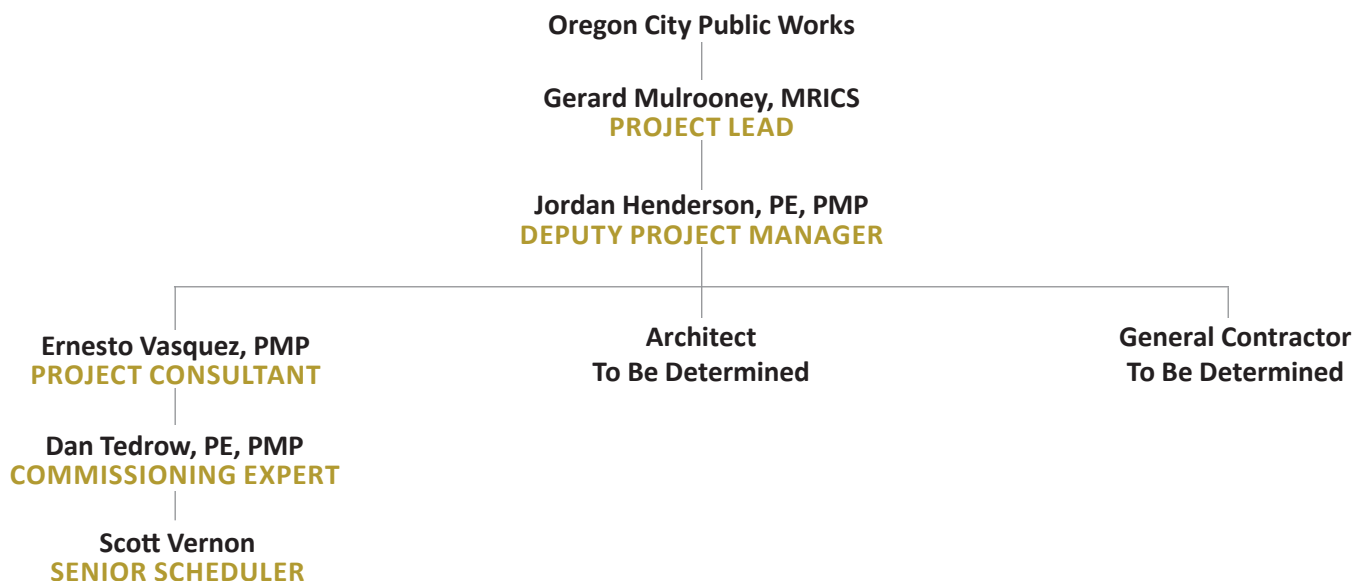 Oregon City Public Works
Gerard Mulrooney, MRICS
PROJECT LEAD
Jordan Henderson, PE, PMP
DEPUTY PROJECT MANAGER
Ernesto Vasquez, PMP
PROJECT CONSULTANT
Dan Tedrow, PE, PMP
COMMISSIONING EXPERT
Scott Vernon
SENIOR SCHEDULER
Architect
To Be Determined
General Contractor
To Be Determined